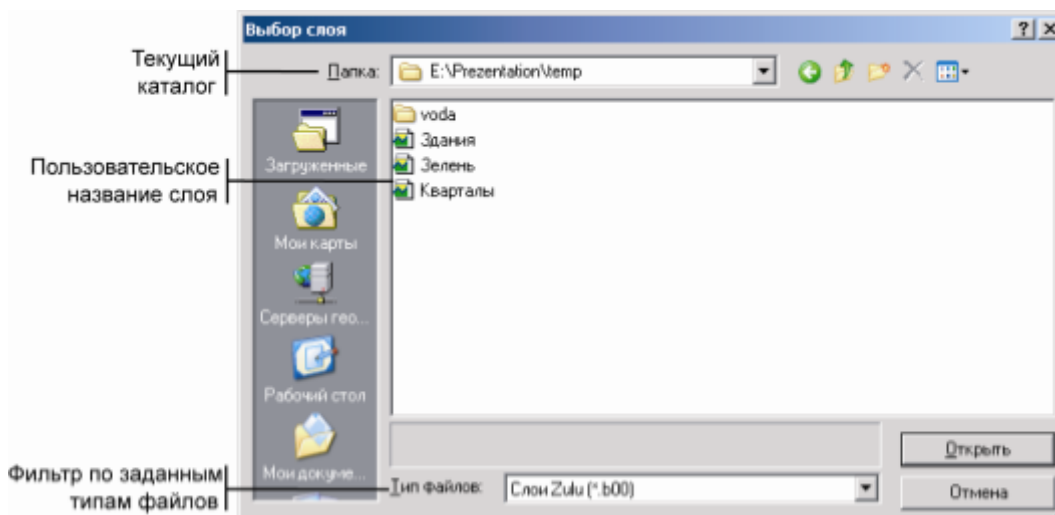 Выбор слоя
Текущий каталог
Папка: E:\Prezentation\temp
voda
Здания
Зелень
Кварталы
Пользовательское название слоя
Загруженные
Мои карты
Серверы гео...
Рабочий стол
Мои докуме...
Фильтр по заданным типам файлов
Тип файлов: Слои Zulu (*.b00)
Открыть
Отмена